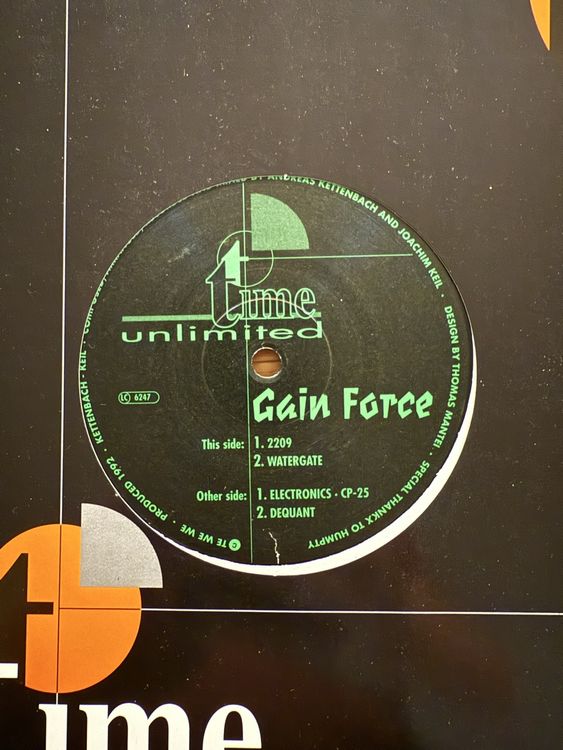 time
unlimited
LC 6247
Gain Force
This side: 1. 2209
2. WATERGATE
Other side: 1. ELECTRONICS · CP-25
2. DEQUANT
BY ANDREAS KETTENBACH AND JOACHIM KEIL · DESIGN BY THOMAS MANTEI · SPECIAL THANKX TO HUMPTY
C TE WE WE · PRODUCED 1992 · KETTENBACH · KEIL ·
time